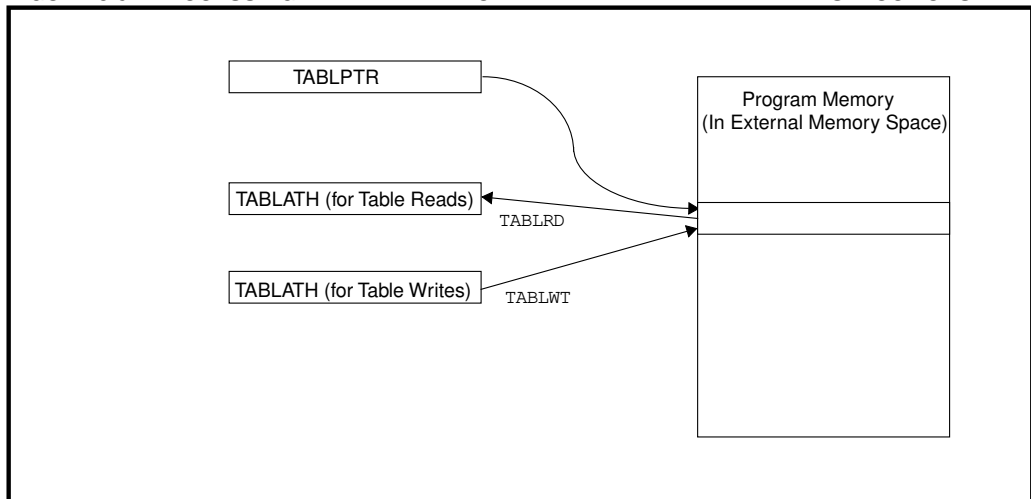 TABLPTR
Program Memory
(In External Memory Space)
TABLATH (for Table Reads)
TABLRD
TABLATH (for Table Writes)
TABLWT